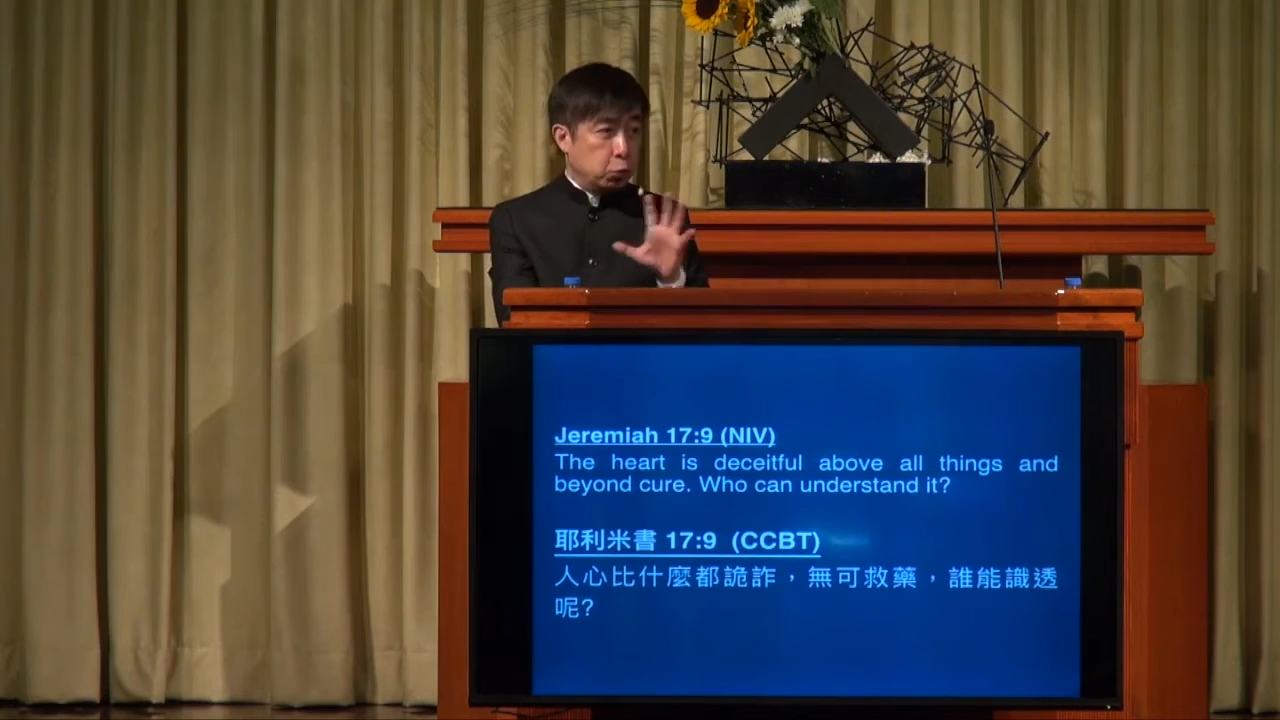 Jeremiah 17:9 (NIV)
The heart is deceitful above all things and
beyond cure. Who can understand it?
耶利米書 17:9 (CCBT)
人心比什麼都詭詐，無可救藥，誰能識透
呢?